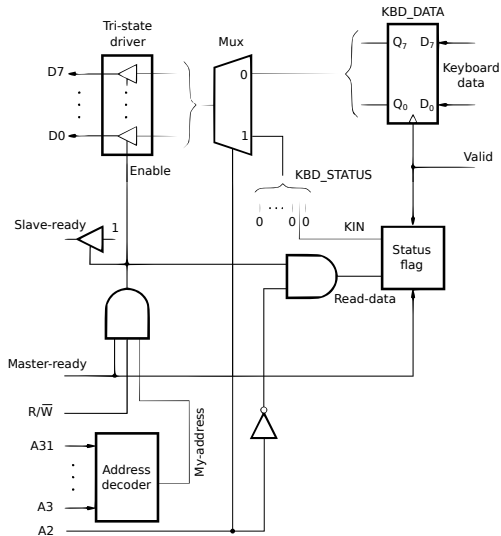 KBD_DATA
Tri-state
driver
Mux
D7
D0
Q7
D7
Q0
D0
Keyboard
data
0
1
Enable
Valid
KBD_STATUS
0 0 0
Slave-ready
1
KIN
Status
flag
Read-data
Master-ready
R/W̅
My-address
A31
Address
decoder
A3
A2